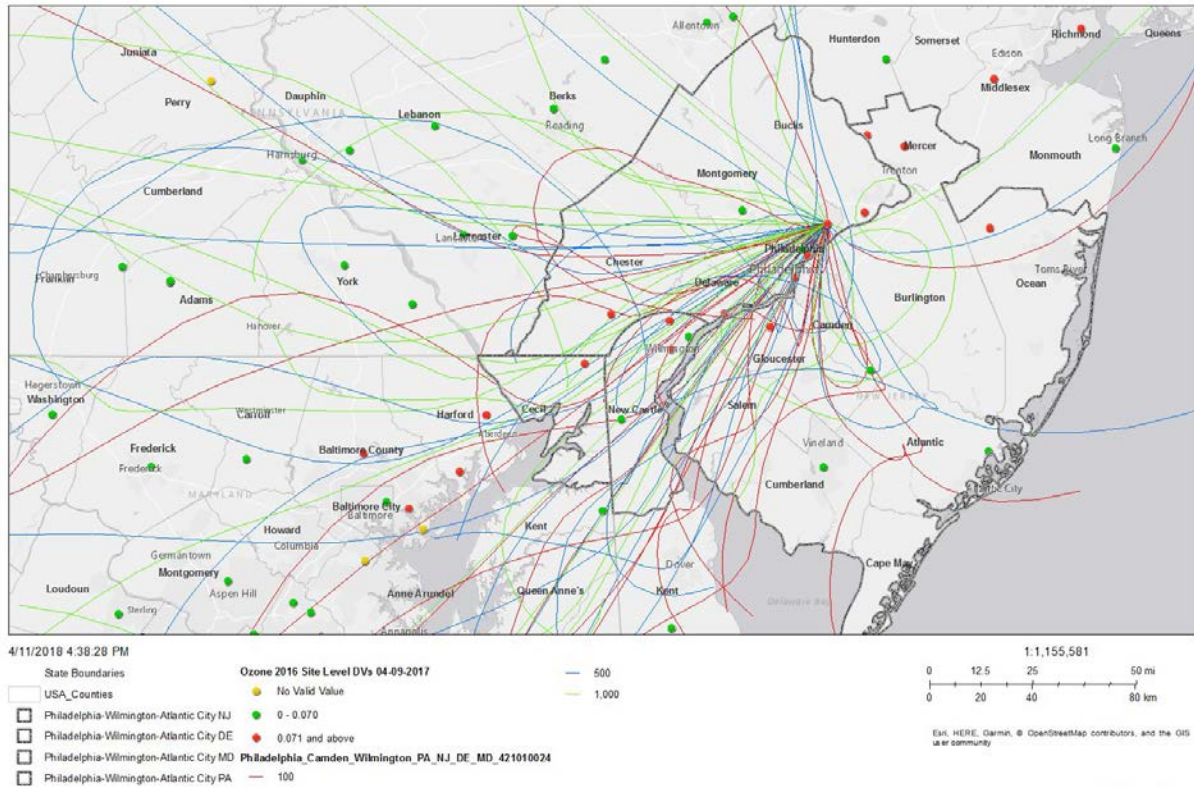 Allentown
Hunterdon
Somerset
Richmond
Queens
Edison
Juniata
Middlesex
Perry
Dauphin
Berks
PENNSYLVANIA
Lebanon
Reading
Bucks
Long Branch
Harrisburg
Mercer
Monmouth
Trenton
Cumberland
Montgomery
Lancaster
Lancaster
Philadelphia
Philadelphia
Chester
Chambersburg
Franklin
York
Delaware
Toms River
Ocean
Adams
Burlington
Hanover
Camden
Wilmington
Gloucester
Hagerstown
Washington
NEW JERSEY
Westminster
Carroll
Harford
Cecil
New Castle
Salem
Aberdeen
Vineland
Atlantic
Frederick
Frederick
Baltimore County
Cumberland
Atlantic City
MARYLAND
Baltimore City
Baltimore
Howard
Kent
Columbia
Germantown
Dover
Cape May
Montgomery
Loudoun
Aspen Hill
Anne Arundel
Queen Anne's
Kent
Sterling
Delaware Bay
Annapolis
4/11/2018 4:38:28 PM
1:1,155,581
State Boundaries
Ozone 2016 Site Level DVs 04-09-2017
500
0 12.5 25 50 mi
USA_Counties
No Valid Value
1,000
0 20 40 80 km
Philadelphia-Wilmington-Atlantic City NJ
0 - 0.070
Philadelphia-Wilmington-Atlantic City DE
0.071 and above
Esri, HERE, Garmin, © OpenStreetMap contributors, and the GIS
user community
Philadelphia-Wilmington-Atlantic City MD
Philadelphia_Camden_Wilmington_PA_NJ_DE_MD_421010024
Philadelphia-Wilmington-Atlantic City PA
100